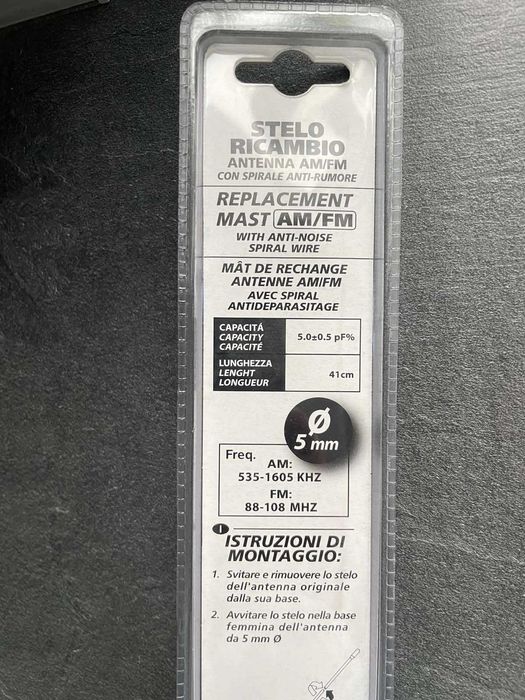 STELO
RICAMBIO
ANTENNA AM/FM
CON SPIRALE ANTI-RUMORE
REPLACEMENT
MAST AM/FM
WITH ANTI-NOISE
SPIRAL WIRE
MÂT DE RECHANGE
ANTENNE AM/FM
AVEC SPIRAL
ANTIDEPARASITAGE
CAPACITÁ
CAPACITY
CAPACITÉ
5.0±0.5 pF%
LUNGHEZZA
LENGHT
LONGUEUR
41cm
Ø
5 mm
Freq.
AM:
535-1605 KHZ
FM:
88-108 MHZ
I
ISTRUZIONI DI
MONTAGGIO:
1. Svitare e rimuovere lo stelo
dell'antenna originale
dalla sua base.
2. Avvitare lo stelo nella base
femmina dell'antenna
da 5 mm Ø